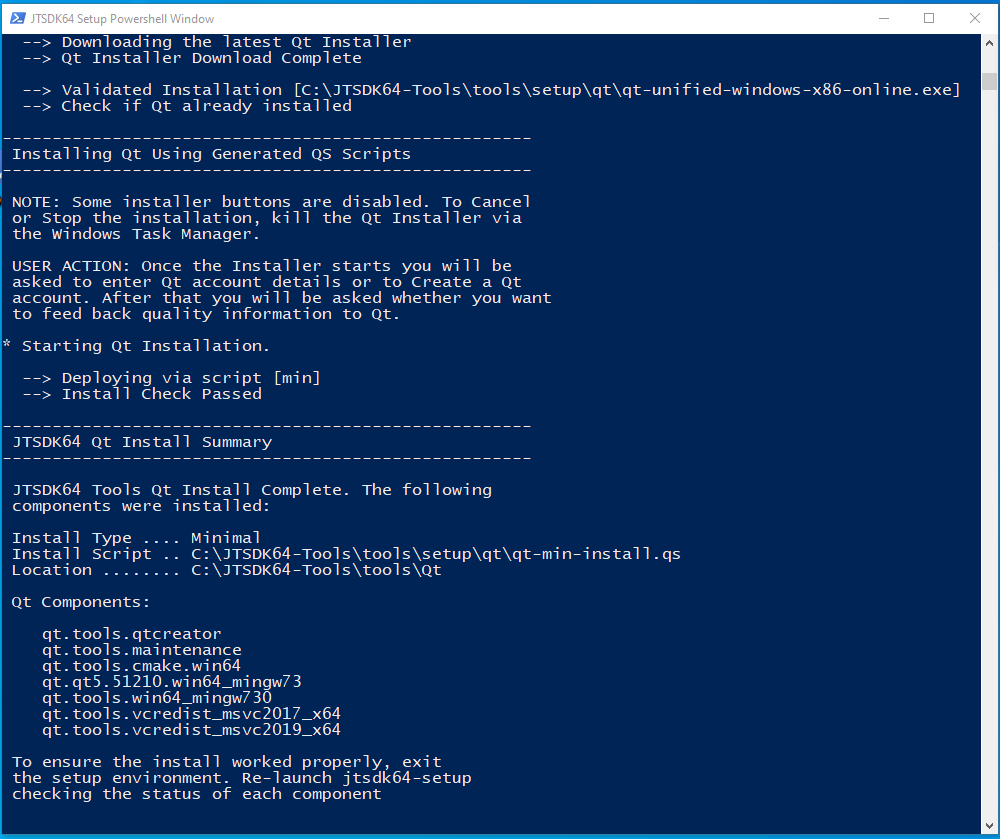 JTSDK64 Setup Powershell Window
--> Downloading the latest Qt Installer
--> Qt Installer Download Complete
--> Validated Installation [C:\JTSDK64-Tools\tools\setup\qt\qt-unified-windows-x86-online.exe]
--> Check if Qt already installed
-----------------------------------------------------
Installing Qt Using Generated QS Scripts
-----------------------------------------------------
NOTE: Some installer buttons are disabled. To Cancel
or Stop the installation, kill the Qt Installer via
the Windows Task Manager.
USER ACTION: Once the Installer starts you will be
asked to enter Qt account details or to Create a Qt
account. After that you will be asked whether you want
to feed back quality information to Qt.
* Starting Qt Installation.
--> Deploying via script [min]
--> Install Check Passed
-----------------------------------------------------
JTSDK64 Qt Install Summary
-----------------------------------------------------
JTSDK64 Tools Qt Install Complete. The following
components were installed:
Install Type .... Minimal
Install Script .. C:\JTSDK64-Tools\tools\setup\qt\qt-min-install.qs
Location ........ C:\JTSDK64-Tools\tools\Qt
Qt Components:
qt.tools.qtcreator
qt.tools.maintenance
qt.tools.cmake.win64
qt.qt5.51210.win64_mingw73
qt.tools.win64_mingw730
qt.tools.vcredist_msvc2017_x64
qt.tools.vcredist_msvc2019_x64
To ensure the install worked properly, exit
the setup environment. Re-launch jtsdk64-setup
checking the status of each component